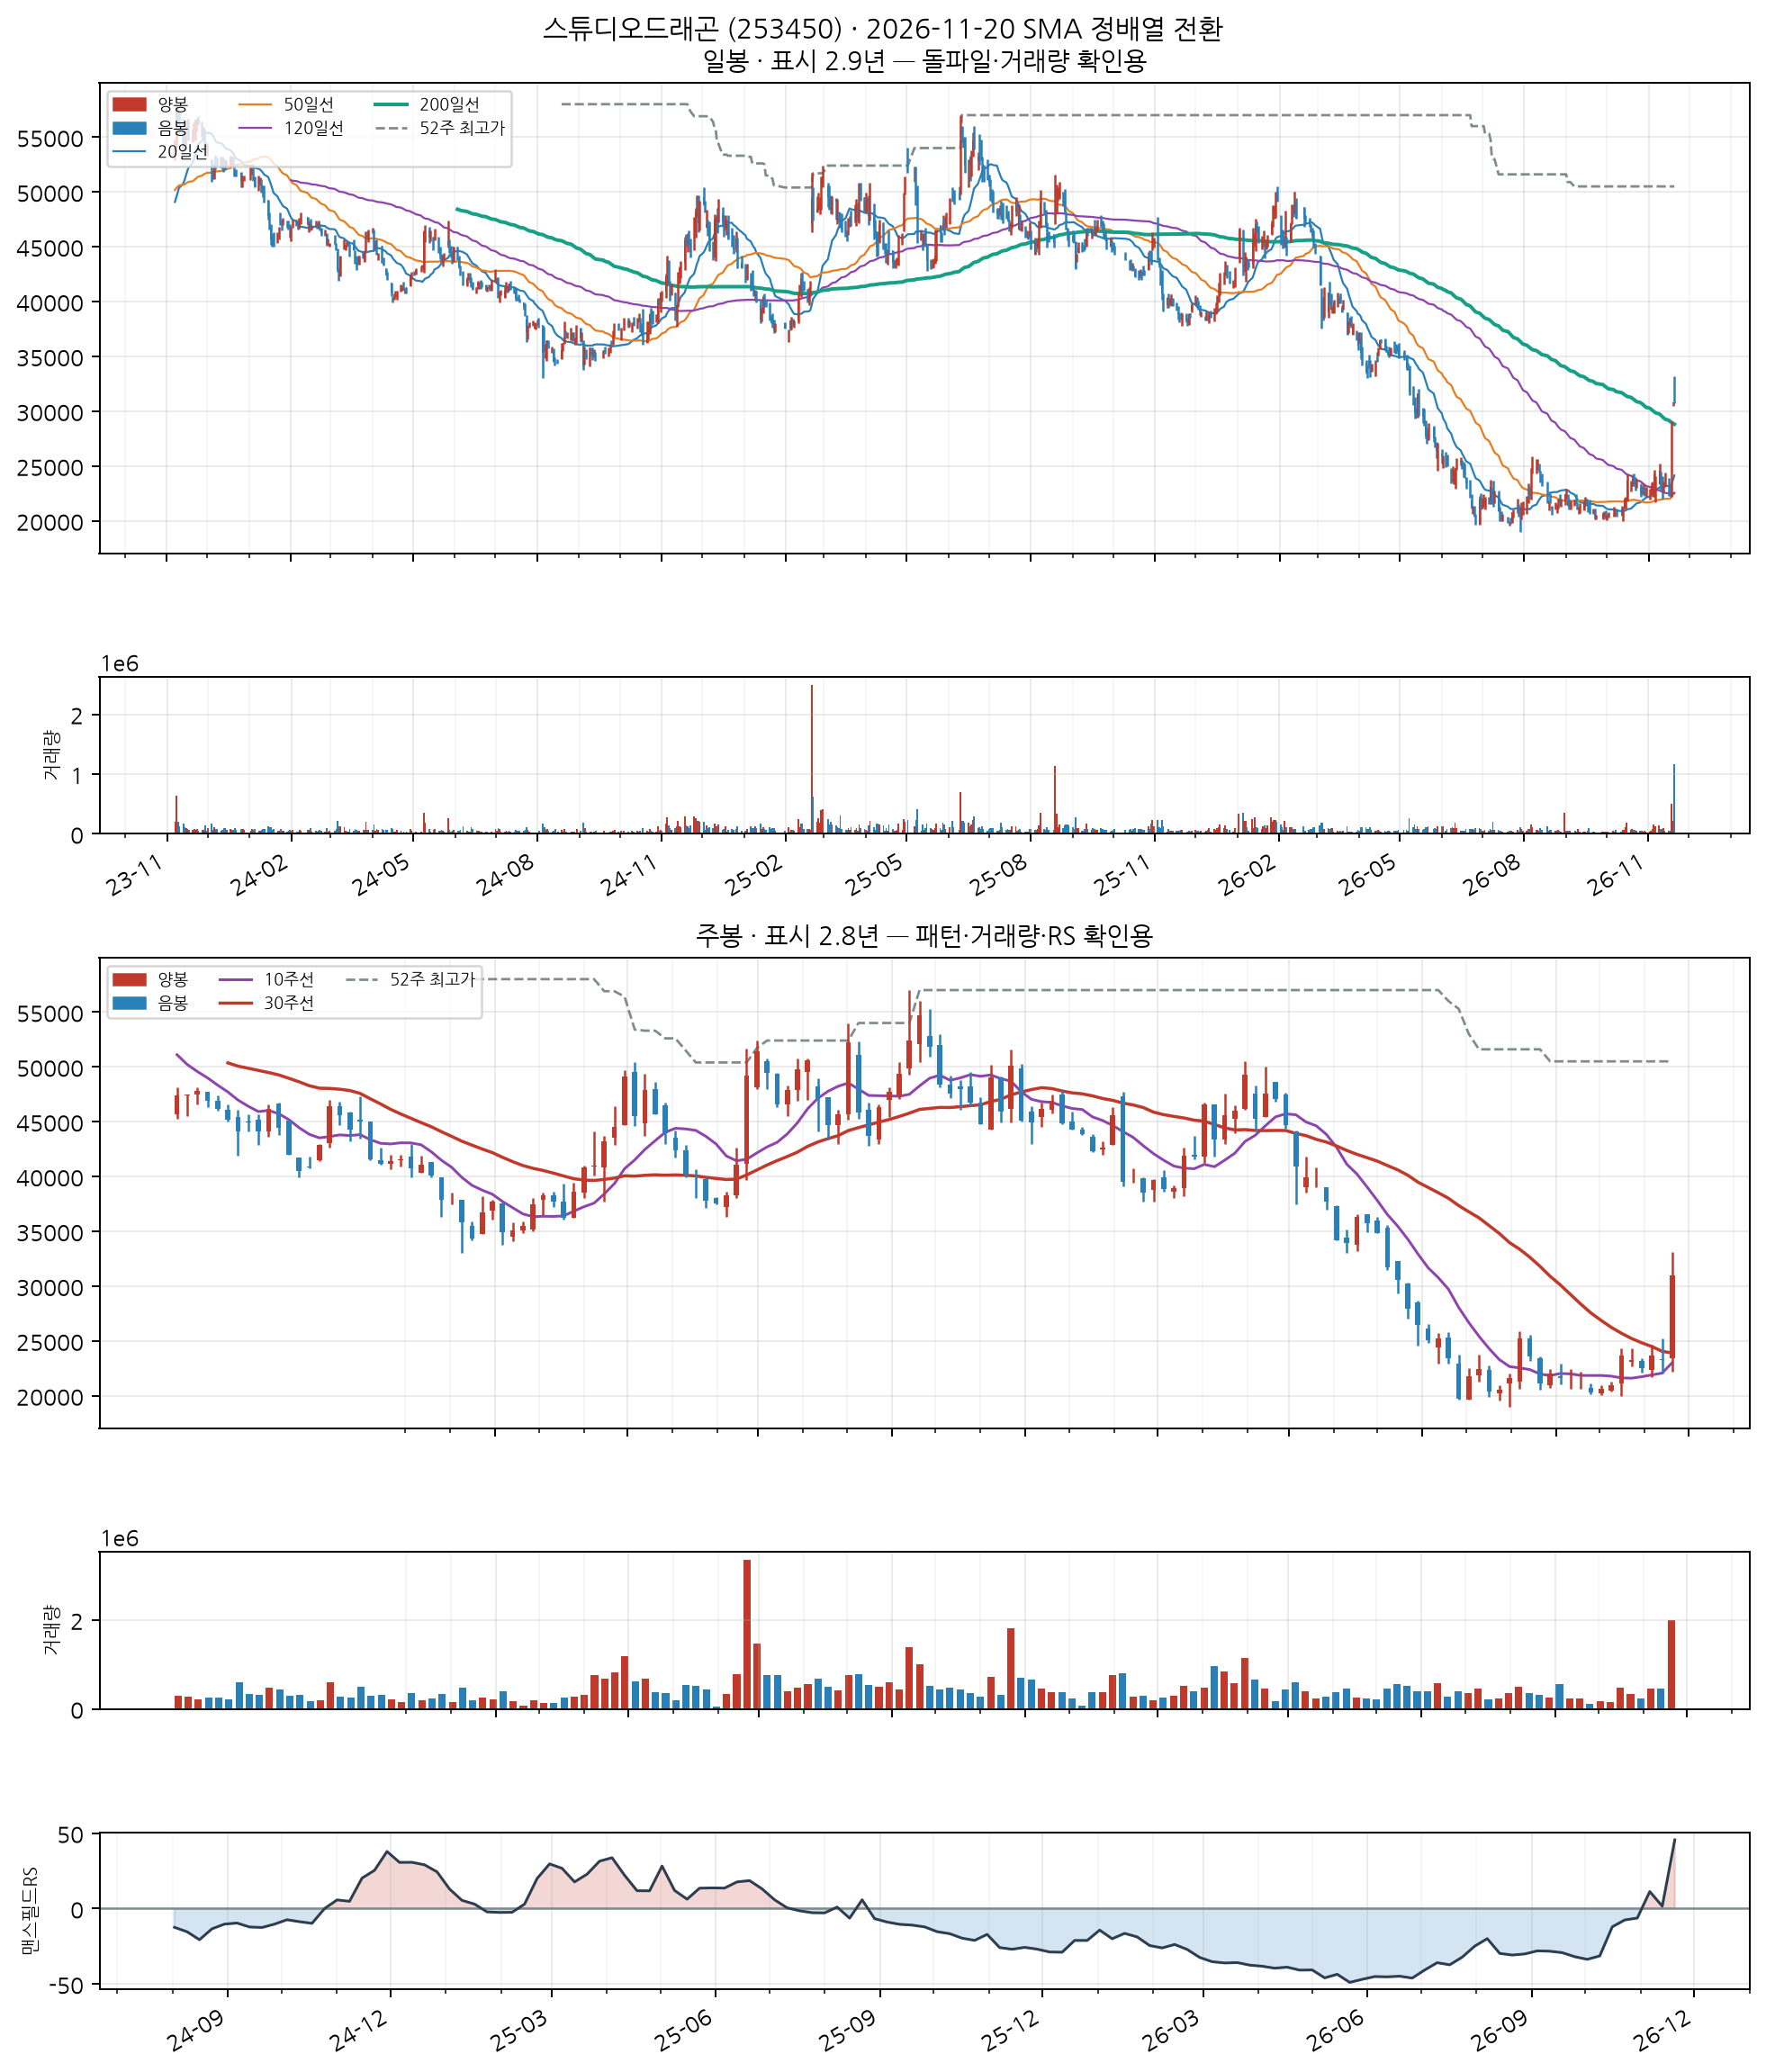 스튜디오드래곤 (253450) · 2026-11-20 SMA 정배열 전환
일봉 · 표시 2.9년 — 돌파일·거래량 확인용
양봉 50일선 200일선
음봉 120일선 52주 최고가
20일선
55000
50000
45000
40000
35000
30000
25000
20000
1e6
거래량
2
1
0
23-11 24-02 24-05 24-08 24-11 25-02 25-05 25-08 25-11 26-02 26-05 26-08 26-11
주봉 · 표시 2.8년 — 패턴·거래량·RS 확인용
양봉 10주선 52주 최고가
음봉 30주선
55000
50000
45000
40000
35000
30000
25000
20000
1e6
거래량
2
0
맨스필드RS
50
0
-50
24-09 24-12 25-03 25-06 25-09 25-12 26-03 26-06 26-09 26-12